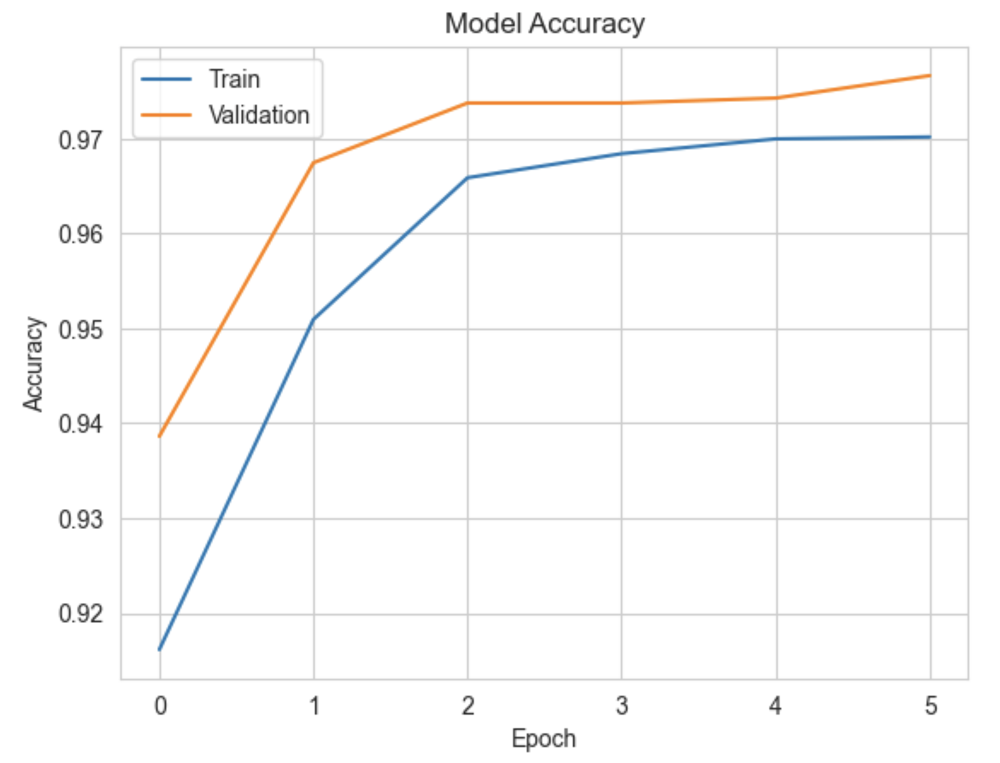 Model Accuracy
Train
Validation
0.97
0.96
0.95
0.94
0.93
0.92
Accuracy
0 1 2 3 4 5
Epoch